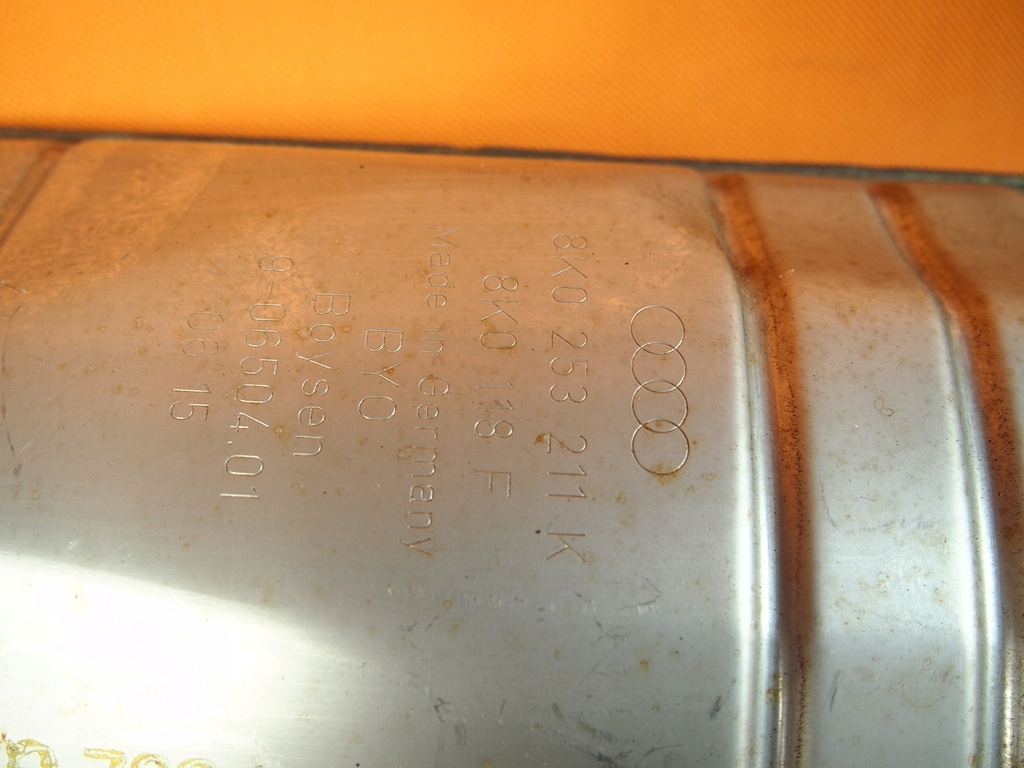 8K0 253 211 K
8K0 118 F
Made in Germany
BYO
Boysen
9-06504.01
06 15